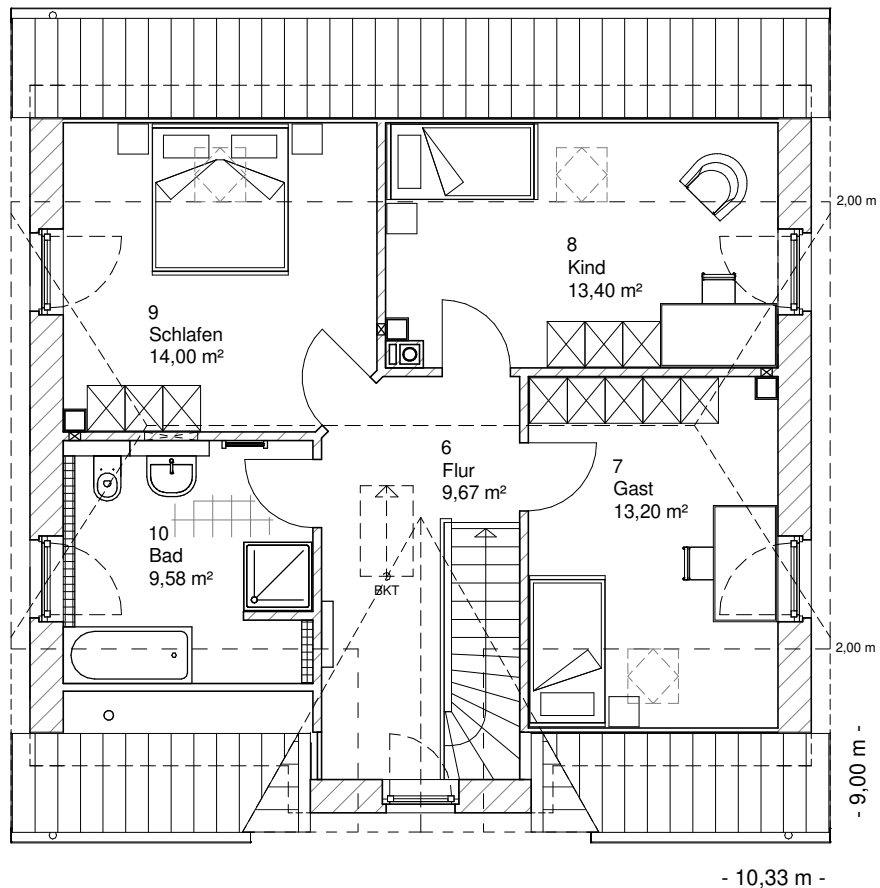 2,00 m
8
Kind
13,40 m²
9
Schlafen
14,00 m²
6
Flur
9,67 m²
7
Gast
13,20 m²
10
Bad
9,58 m²
BKT
2,00 m
- 9,00 m -
- 10,33 m -